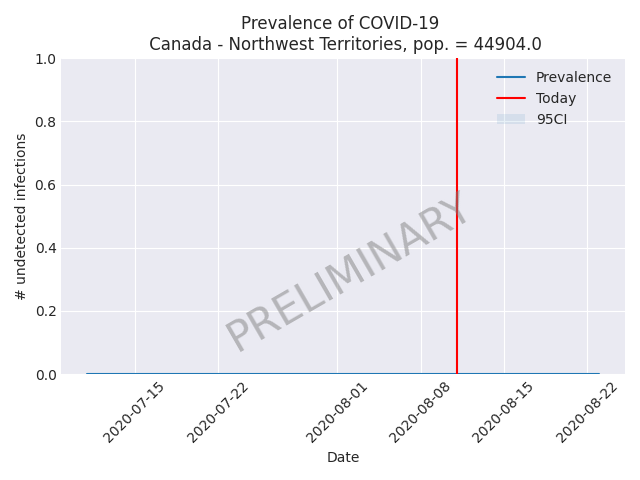 Prevalence of COVID-19
Canada - Northwest Territories, pop. = 44904.0
Prevalence
Today
95CI
# undetected infections
1.0
0.8
0.6
0.4
0.2
0.0
PRELIMINARY
2020-07-15
2020-07-22
2020-08-01
2020-08-08
2020-08-15
2020-08-22
Date